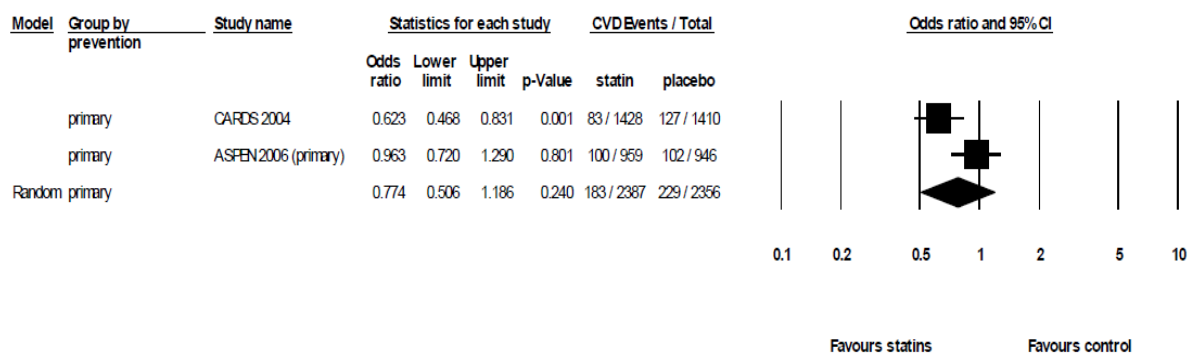 Model Group by prevention Study name Statistics for each study CVD Events / Total Odds ratio and 95% CI
Odds ratio Lower limit Upper limit p-Value statin placebo
primary CARDS 2004 0.623 0.468 0.831 0.001 83 / 1428 127 / 1410
primary ASPEN 2006 (primary) 0.963 0.720 1.290 0.801 100 / 959 102 / 946
Random primary 0.774 0.506 1.186 0.240 183 / 2387 229 / 2356
0.1 0.2 0.5 1 2 5 10
Favours statins Favours control